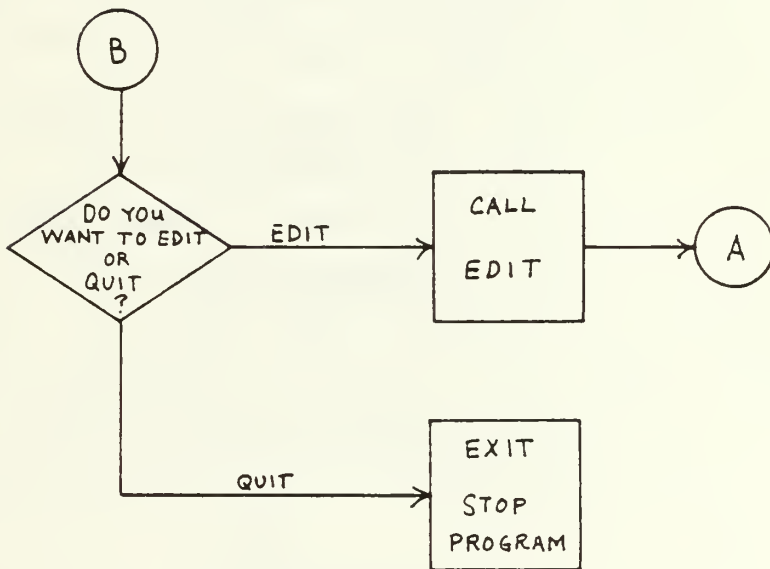 B
DO YOU
WANT TO EDIT
OR
QUIT
?
EDIT
CALL
EDIT
A
QUIT
EXIT
STOP
PROGRAM